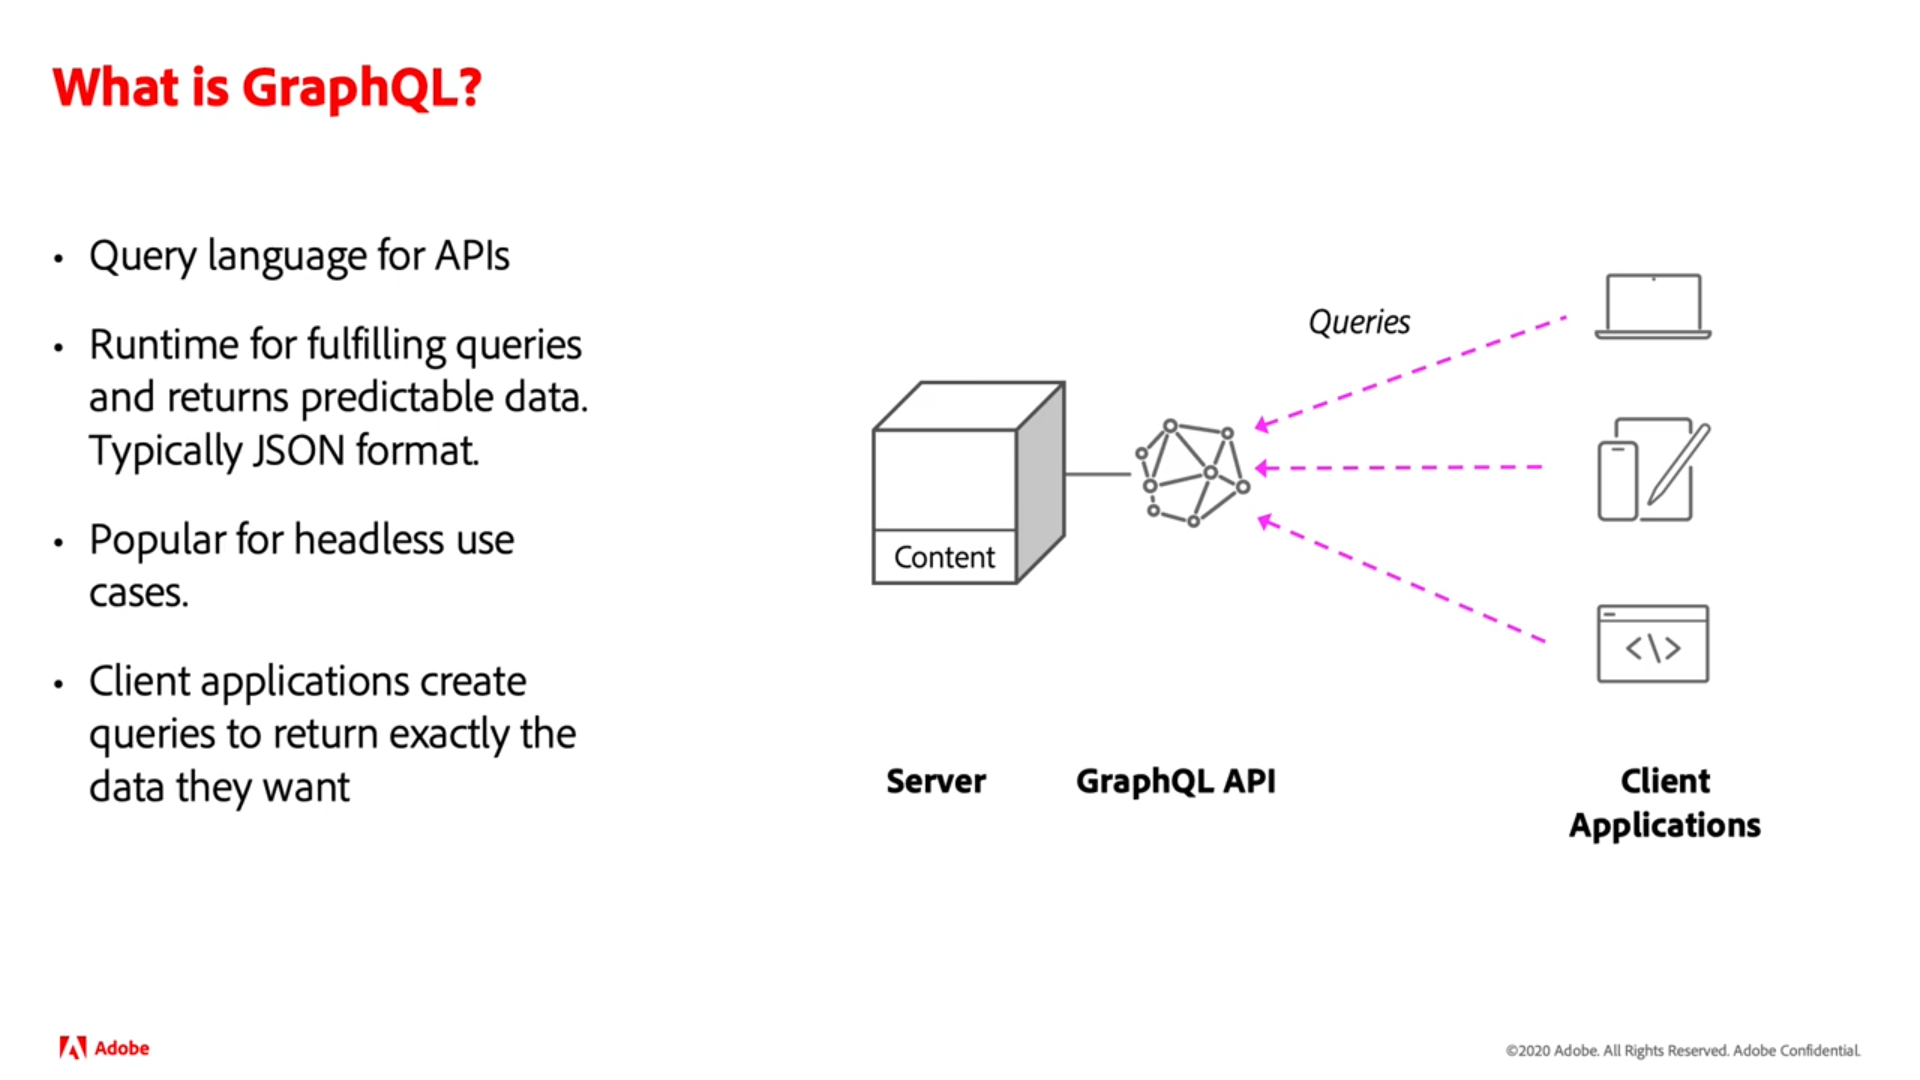 What is GraphQL?
• Query language for APIs
• Runtime for fulfilling queries
and returns predictable data.
Typically JSON format.
• Popular for headless use
cases.
• Client applications create
queries to return exactly the
data they want
Queries
Content
</>
Server
GraphQL API
Client
Applications
Adobe
©2020 Adobe. All Rights Reserved. Adobe Confidential.